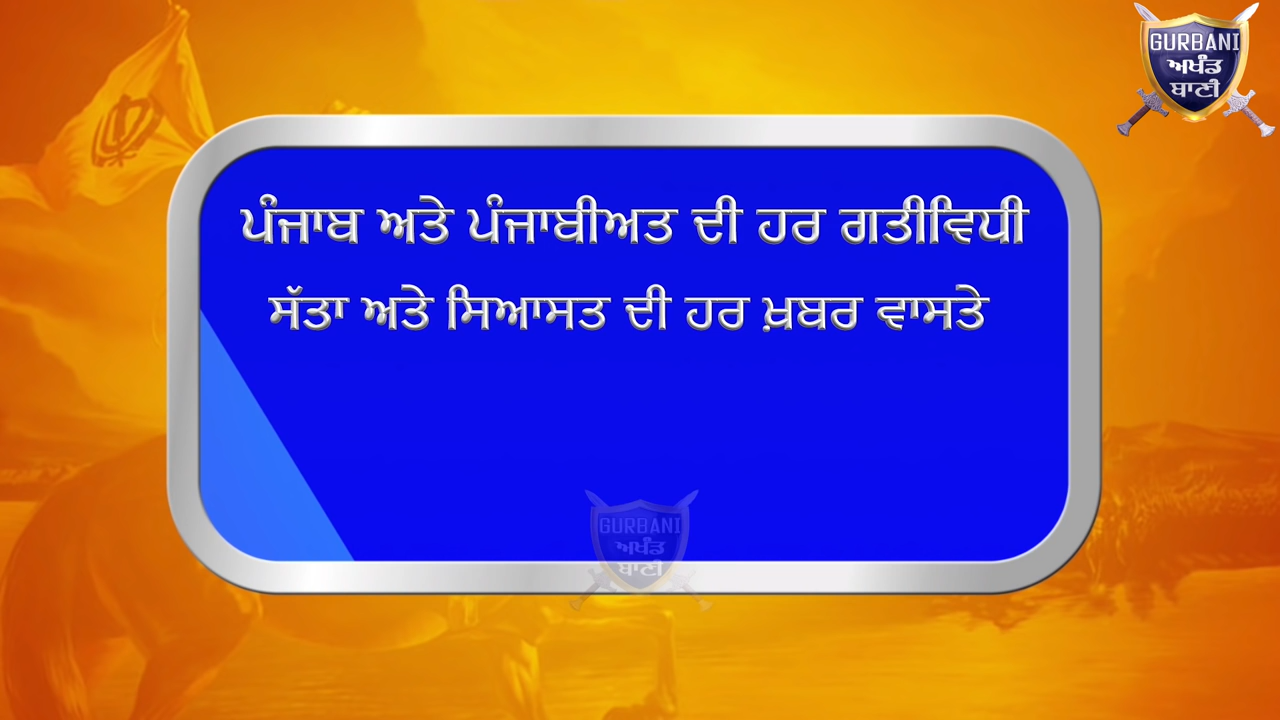 GURBANI
ਅਖੰਡ
ਬਾਣੀ
ਪੰਜਾਬ ਅਤੇ ਪੰਜਾਬੀਅਤ ਦੀ ਹਰ ਗਤੀਵਿਧੀ
ਸੱਤਾ ਅਤੇ ਸਿਆਸਤ ਦੀ ਹਰ ਖ਼ਬਰ ਵਾਸਤੇ
GURBANI
ਅਖੰਡ
ਬਾਣੀ